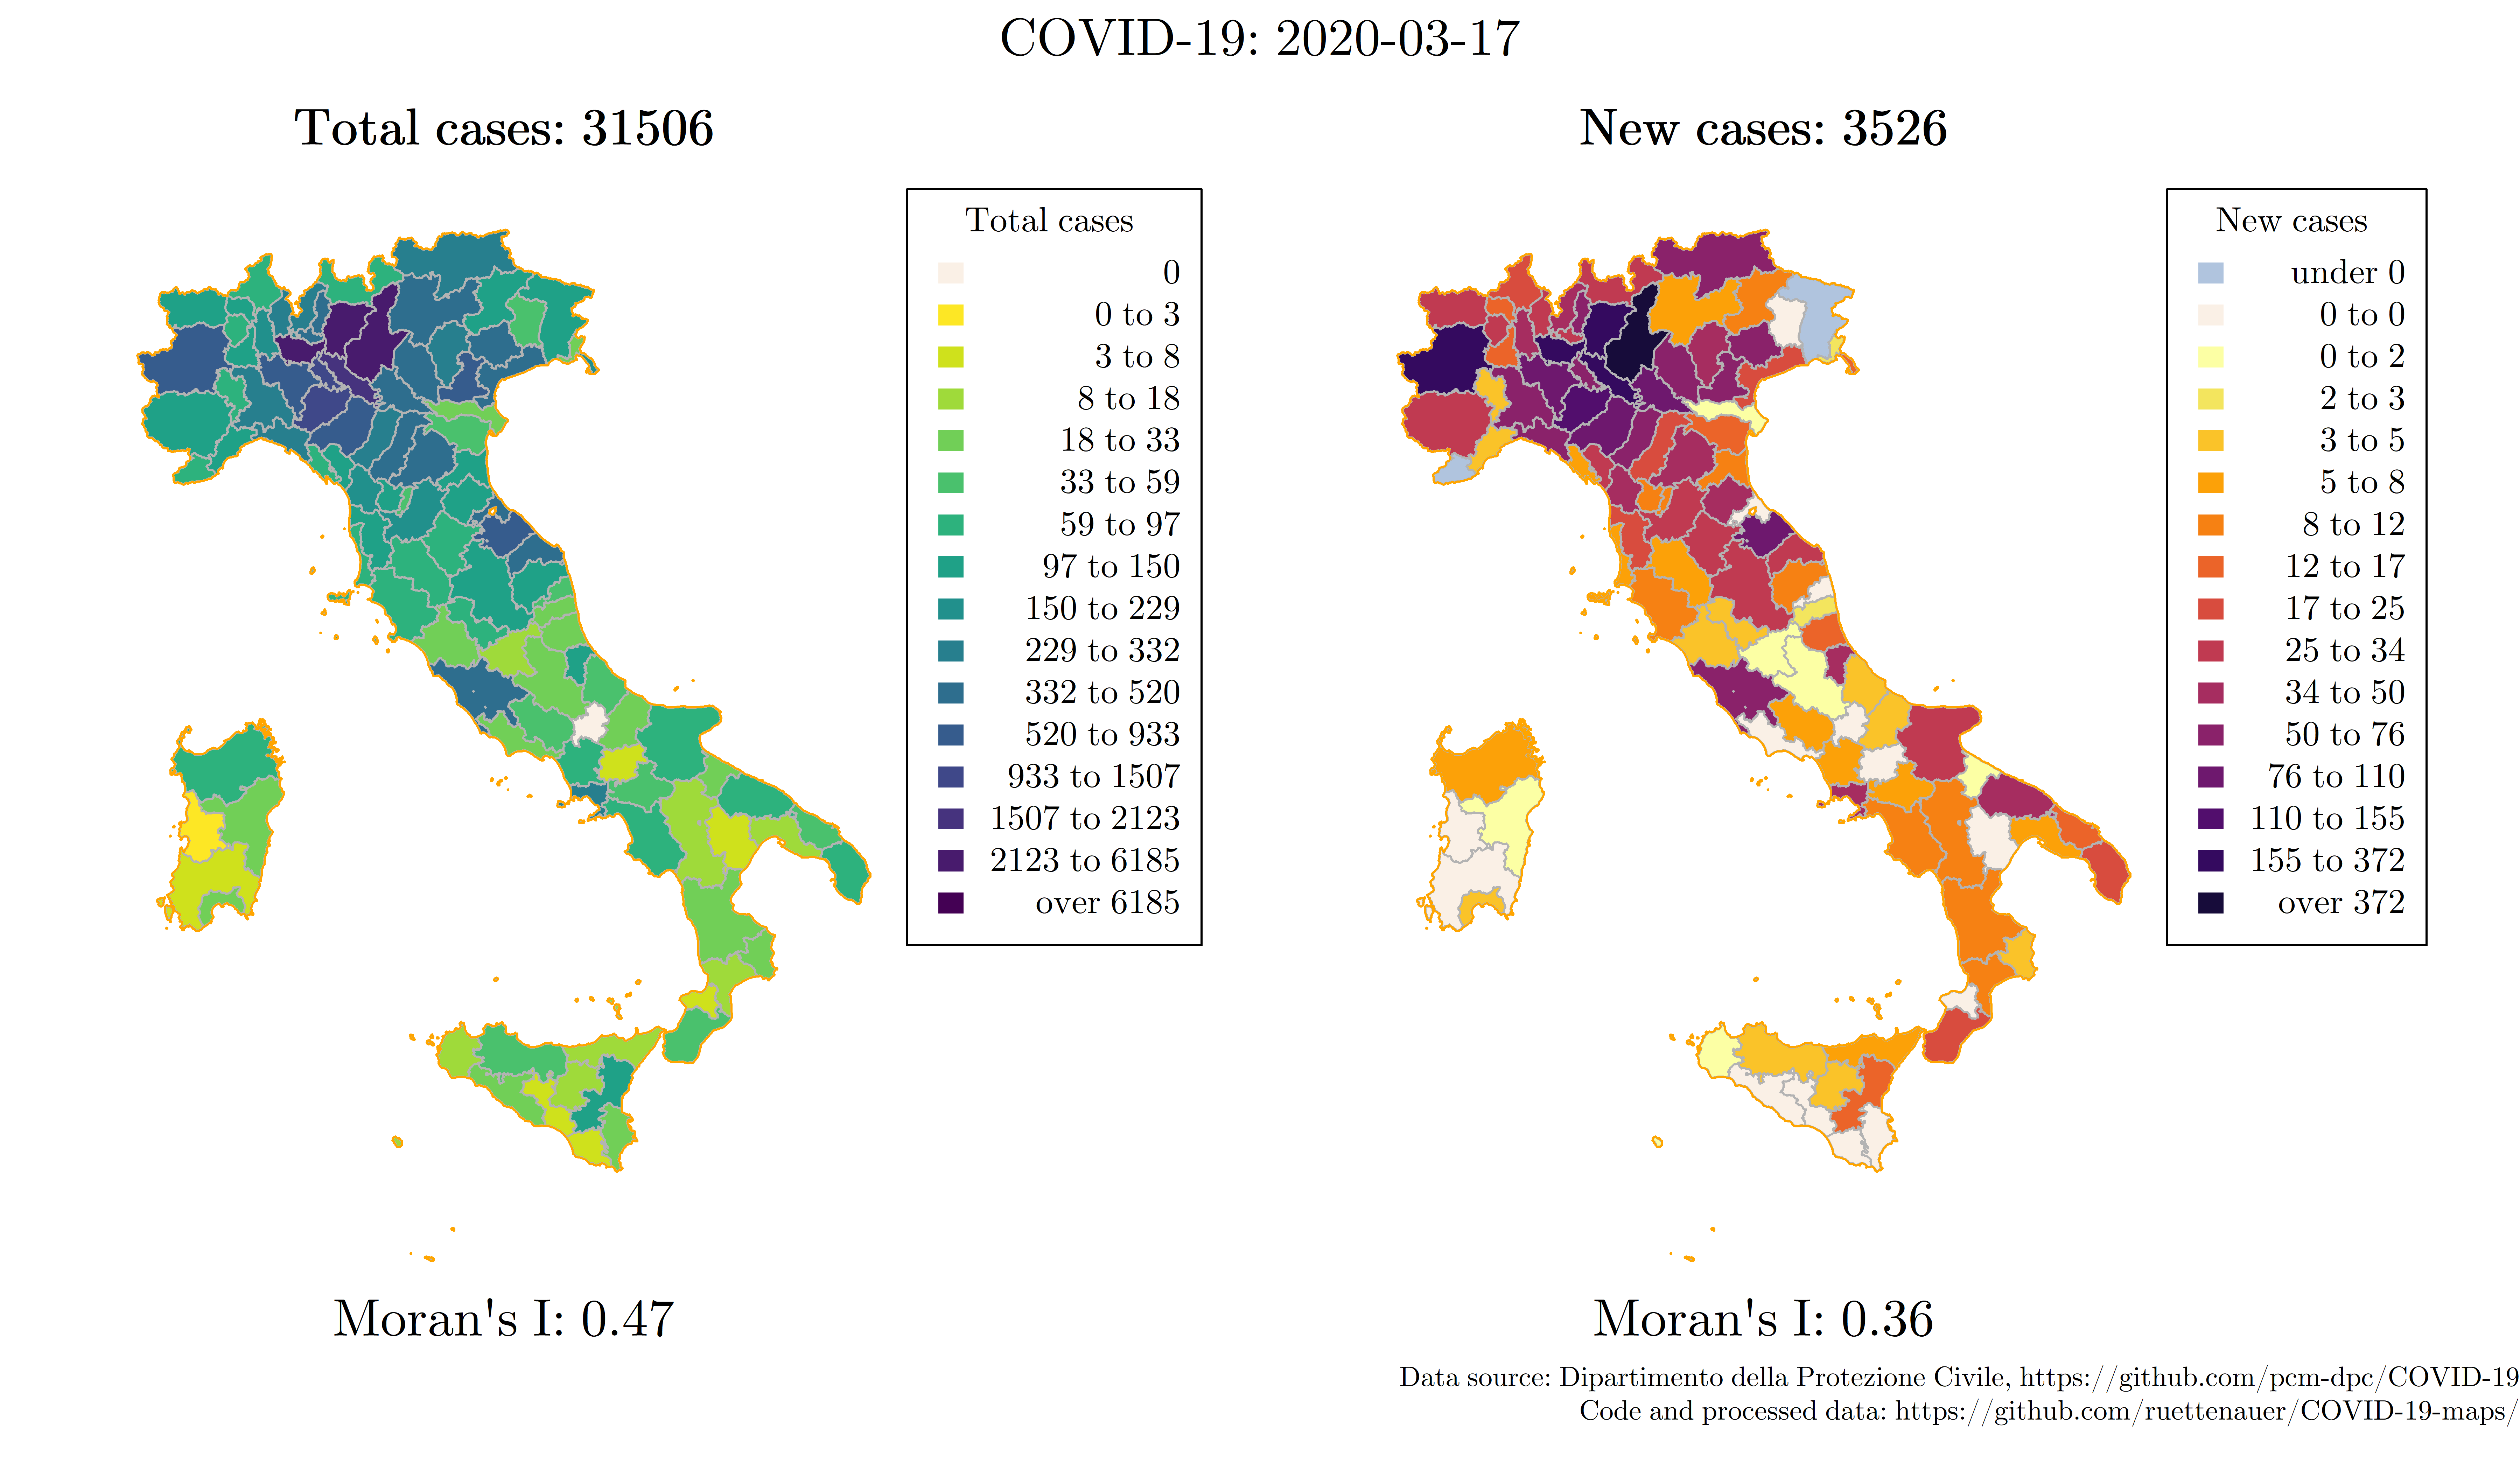 COVID-19: 2020-03-17
Total cases: 31506
Total cases
0
0 to 3
3 to 8
8 to 18
18 to 33
33 to 59
59 to 97
97 to 150
150 to 229
229 to 332
332 to 520
520 to 933
933 to 1507
1507 to 2123
2123 to 6185
over 6185
Moran's I: 0.47
New cases: 3526
New cases
under 0
0 to 0
0 to 2
2 to 3
3 to 5
5 to 8
8 to 12
12 to 17
17 to 25
25 to 34
34 to 50
50 to 76
76 to 110
110 to 155
155 to 372
over 372
Moran's I: 0.36
Data source: Dipartimento della Protezione Civile, https://github.com/pcm-dpc/COVID-19
Code and processed data: https://github.com/ruettenauer/COVID-19-maps/